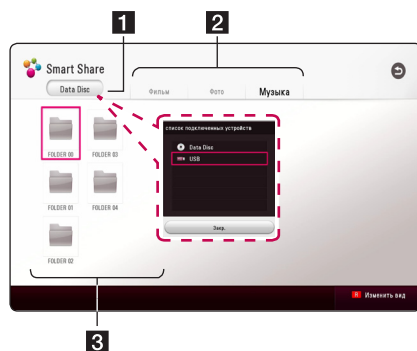 1
2
Smart Share
Data Disc
Фильм
Фото
Музыка
список подключенных устройств
Data Disc
USB
Закр.
FOLDER 00
FOLDER 03
FOLDER 01
FOLDER 04
FOLDER 02
R Изменить вид
3